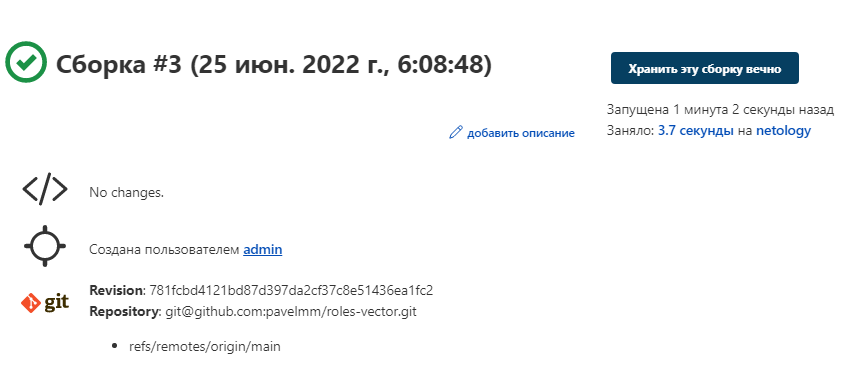 Сборка #3 (25 июн. 2022 г., 6:08:48)
Хранить эту сборку вечно
Запущена 1 минута 2 секунды назад
Заняло: 3.7 секунды на netology
добавить описание
No changes.
Создана пользователем admin
git
Revision: 781fcbd4121bd87d397da2cf37c8e51436ea1fc2
Repository: git@github.com:pavelmm/roles-vector.git
refs/remotes/origin/main